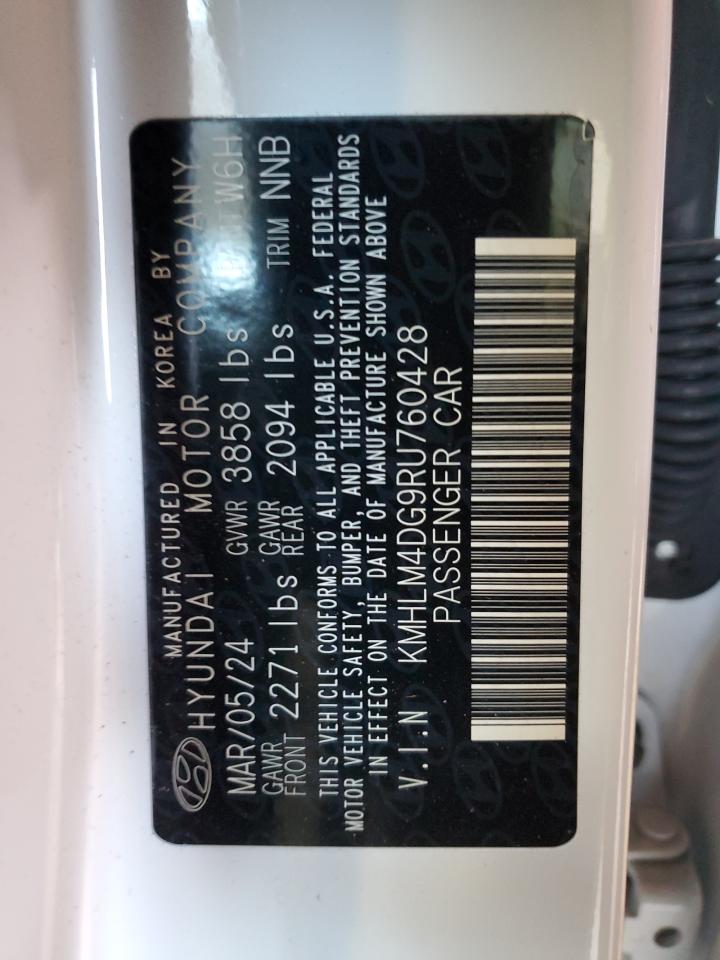 MANUFACTURED IN KOREA BY
HYUNDAI MOTOR COMPANY
MAR/05/24 GVWR 3858 lbs W6H
GAWR FRONT 2271 lbs GAWR REAR 2094 lbs TRIM NNB
THIS VEHICLE CONFORMS TO ALL APPLICABLE U.S.A. FEDERAL
MOTOR VEHICLE SAFETY, BUMPER, AND THEFT PREVENTION STANDARDS
IN EFFECT ON THE DATE OF MANUFACTURE SHOWN ABOVE
V.I.N KMHLM4DG9RU760428
PASSENGER CAR